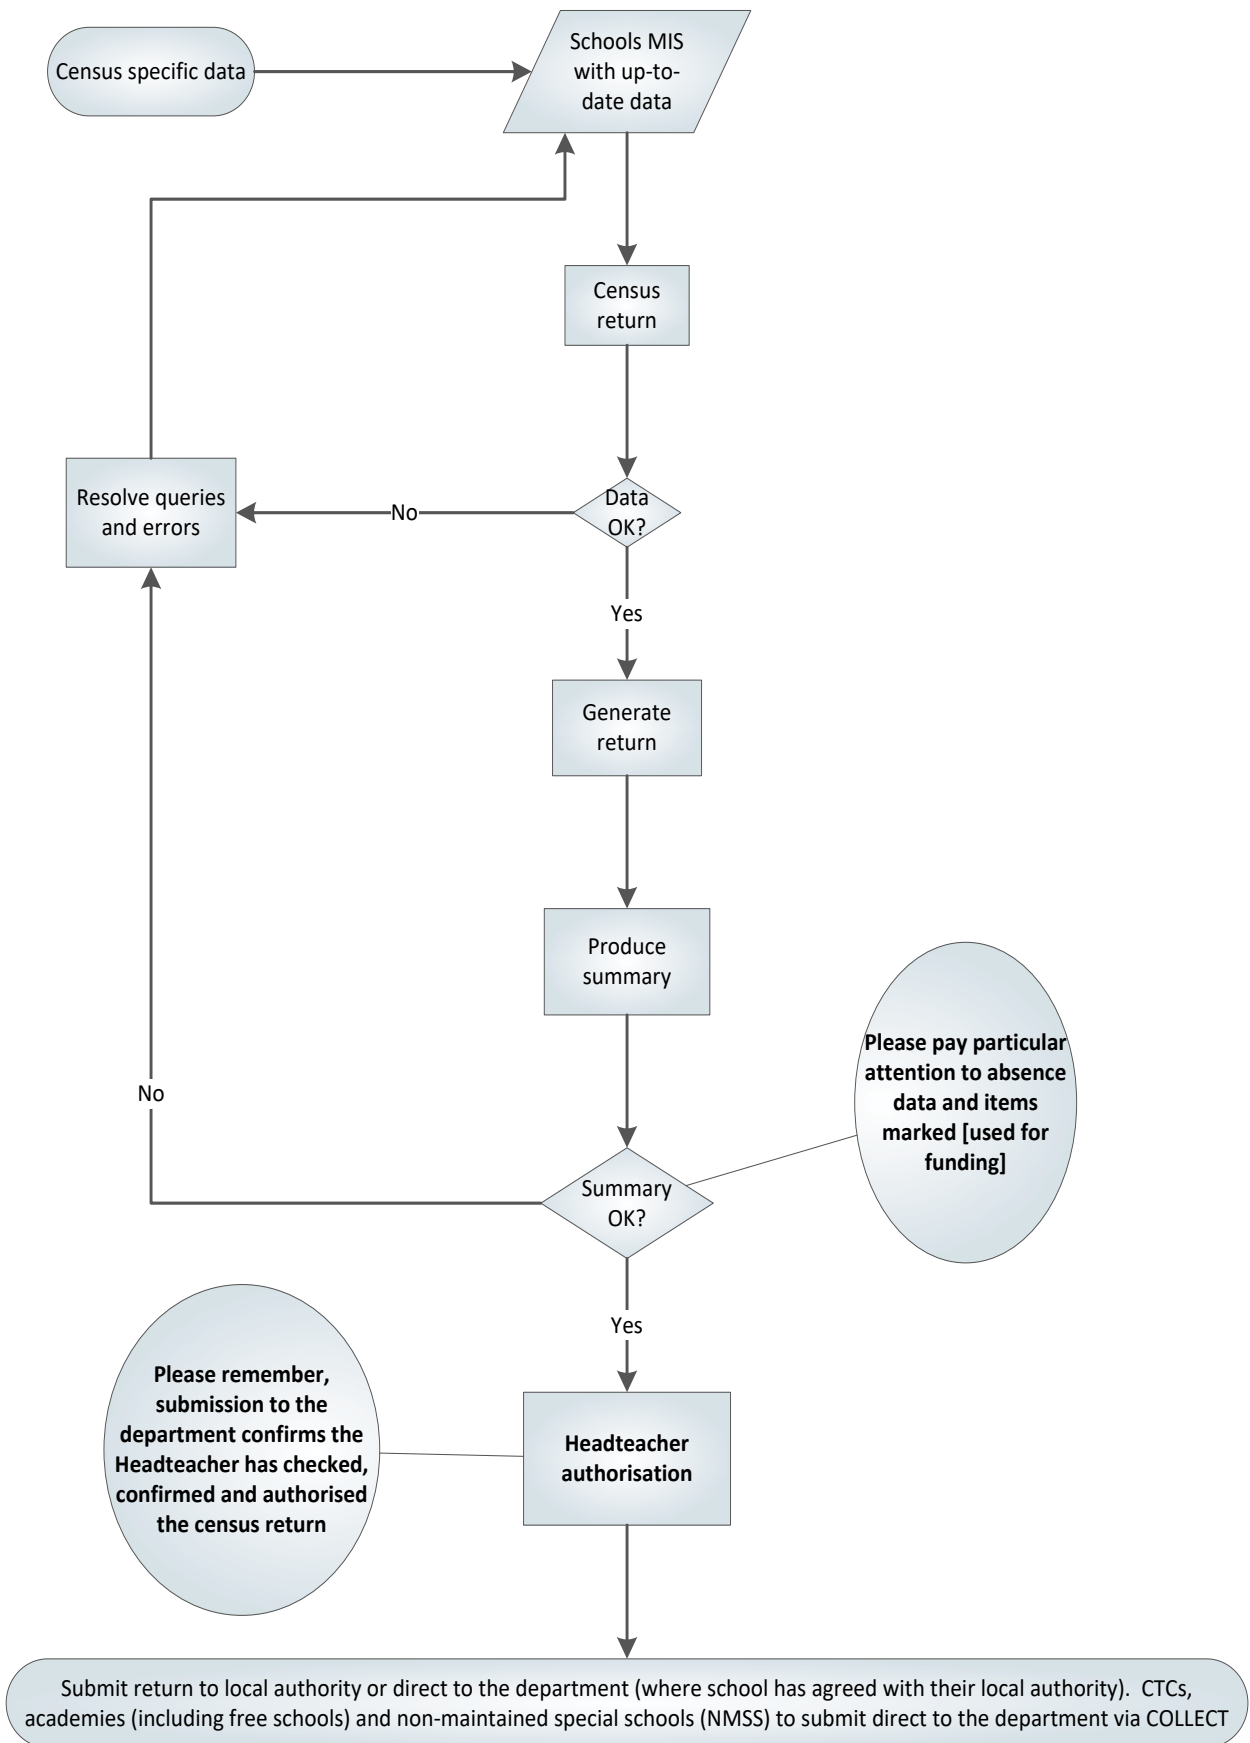 Census specific data
Schools MIS
with up-to-
date data
Census
return
Data
OK?
No
Resolve queries
and errors
Yes
Generate
return
Produce
summary
Please pay particular
attention to absence
data and items
marked [used for
funding]
No
Summary
OK?
Yes
Please remember,
submission to the
department confirms the
Headteacher has checked,
confirmed and authorised
the census return
Headteacher
authorisation
Submit return to local authority or direct to the department (where school has agreed with their local authority).  CTCs,
academies (including free schools) and non-maintained special schools (NMSS) to submit direct to the department via COLLECT